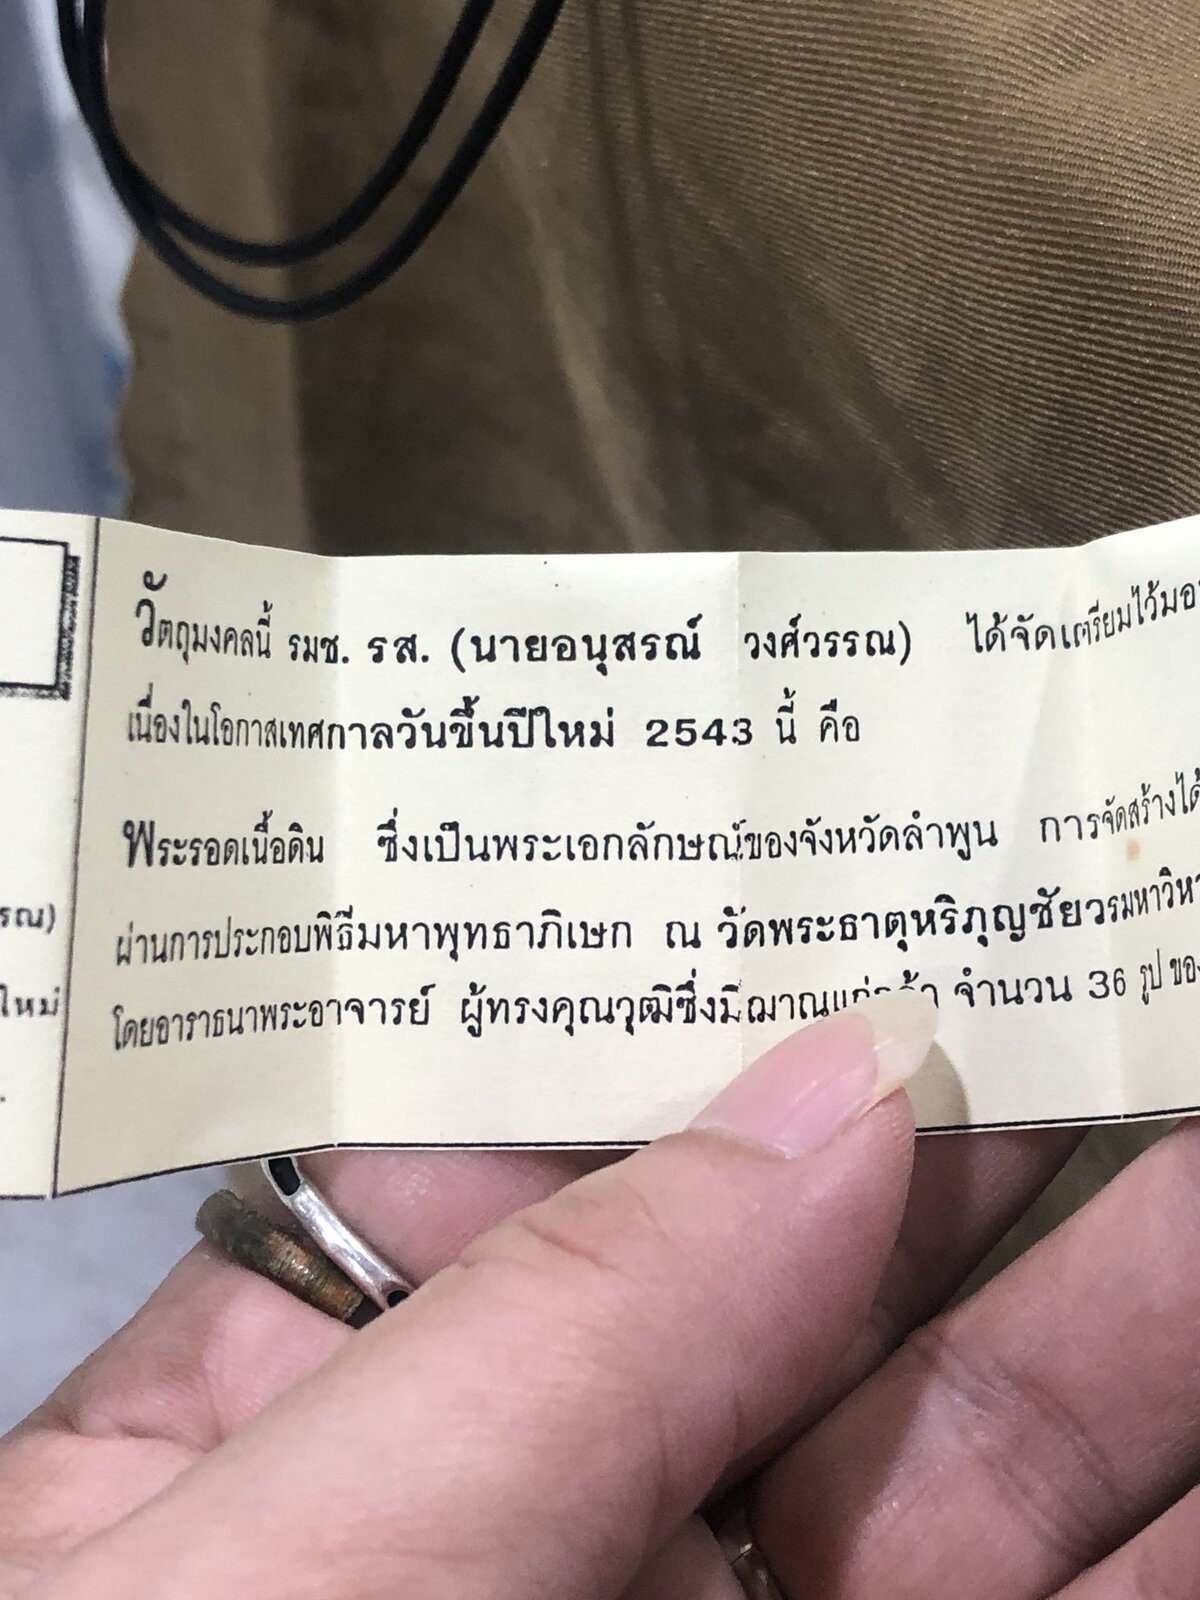 วัตถุมงคลนี้ รมช. รส. (นายอนุสรณ์ วงศ์วรรณ) ได้จัดเตรียมไว้มอ
เนื่องในโอกาสเทศกาลวันขึ้นปีใหม่ 2543 นี้ คือ
พระรอดเนื้อดิน ซึ่งเป็นพระเอกลักษณ์ของจังหวัดลำพูน การจัดสร้างได้
ผ่านการประกอบพิธีมหาพุทธาภิเษก ณ วัดพระธาตุหริภุญชัยวรมหาวิหา
โดยอาราธนาพระอาจารย์ ผู้ทรงคุณวุฒิซึ่งมีฌาณแก่กล้า จำนวน 36 รูป ของ
รณ)
ใหม่